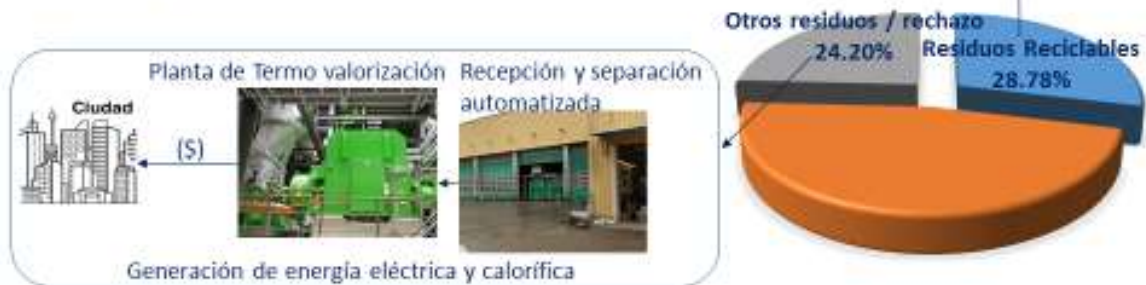 Otros residuos / rechazo
24.20%
Residuos Reciclables
28.78%
Planta de Termo valorización
Recepción y separación
automatizada
Ciudad
($)
Generación de energía eléctrica y calorífica